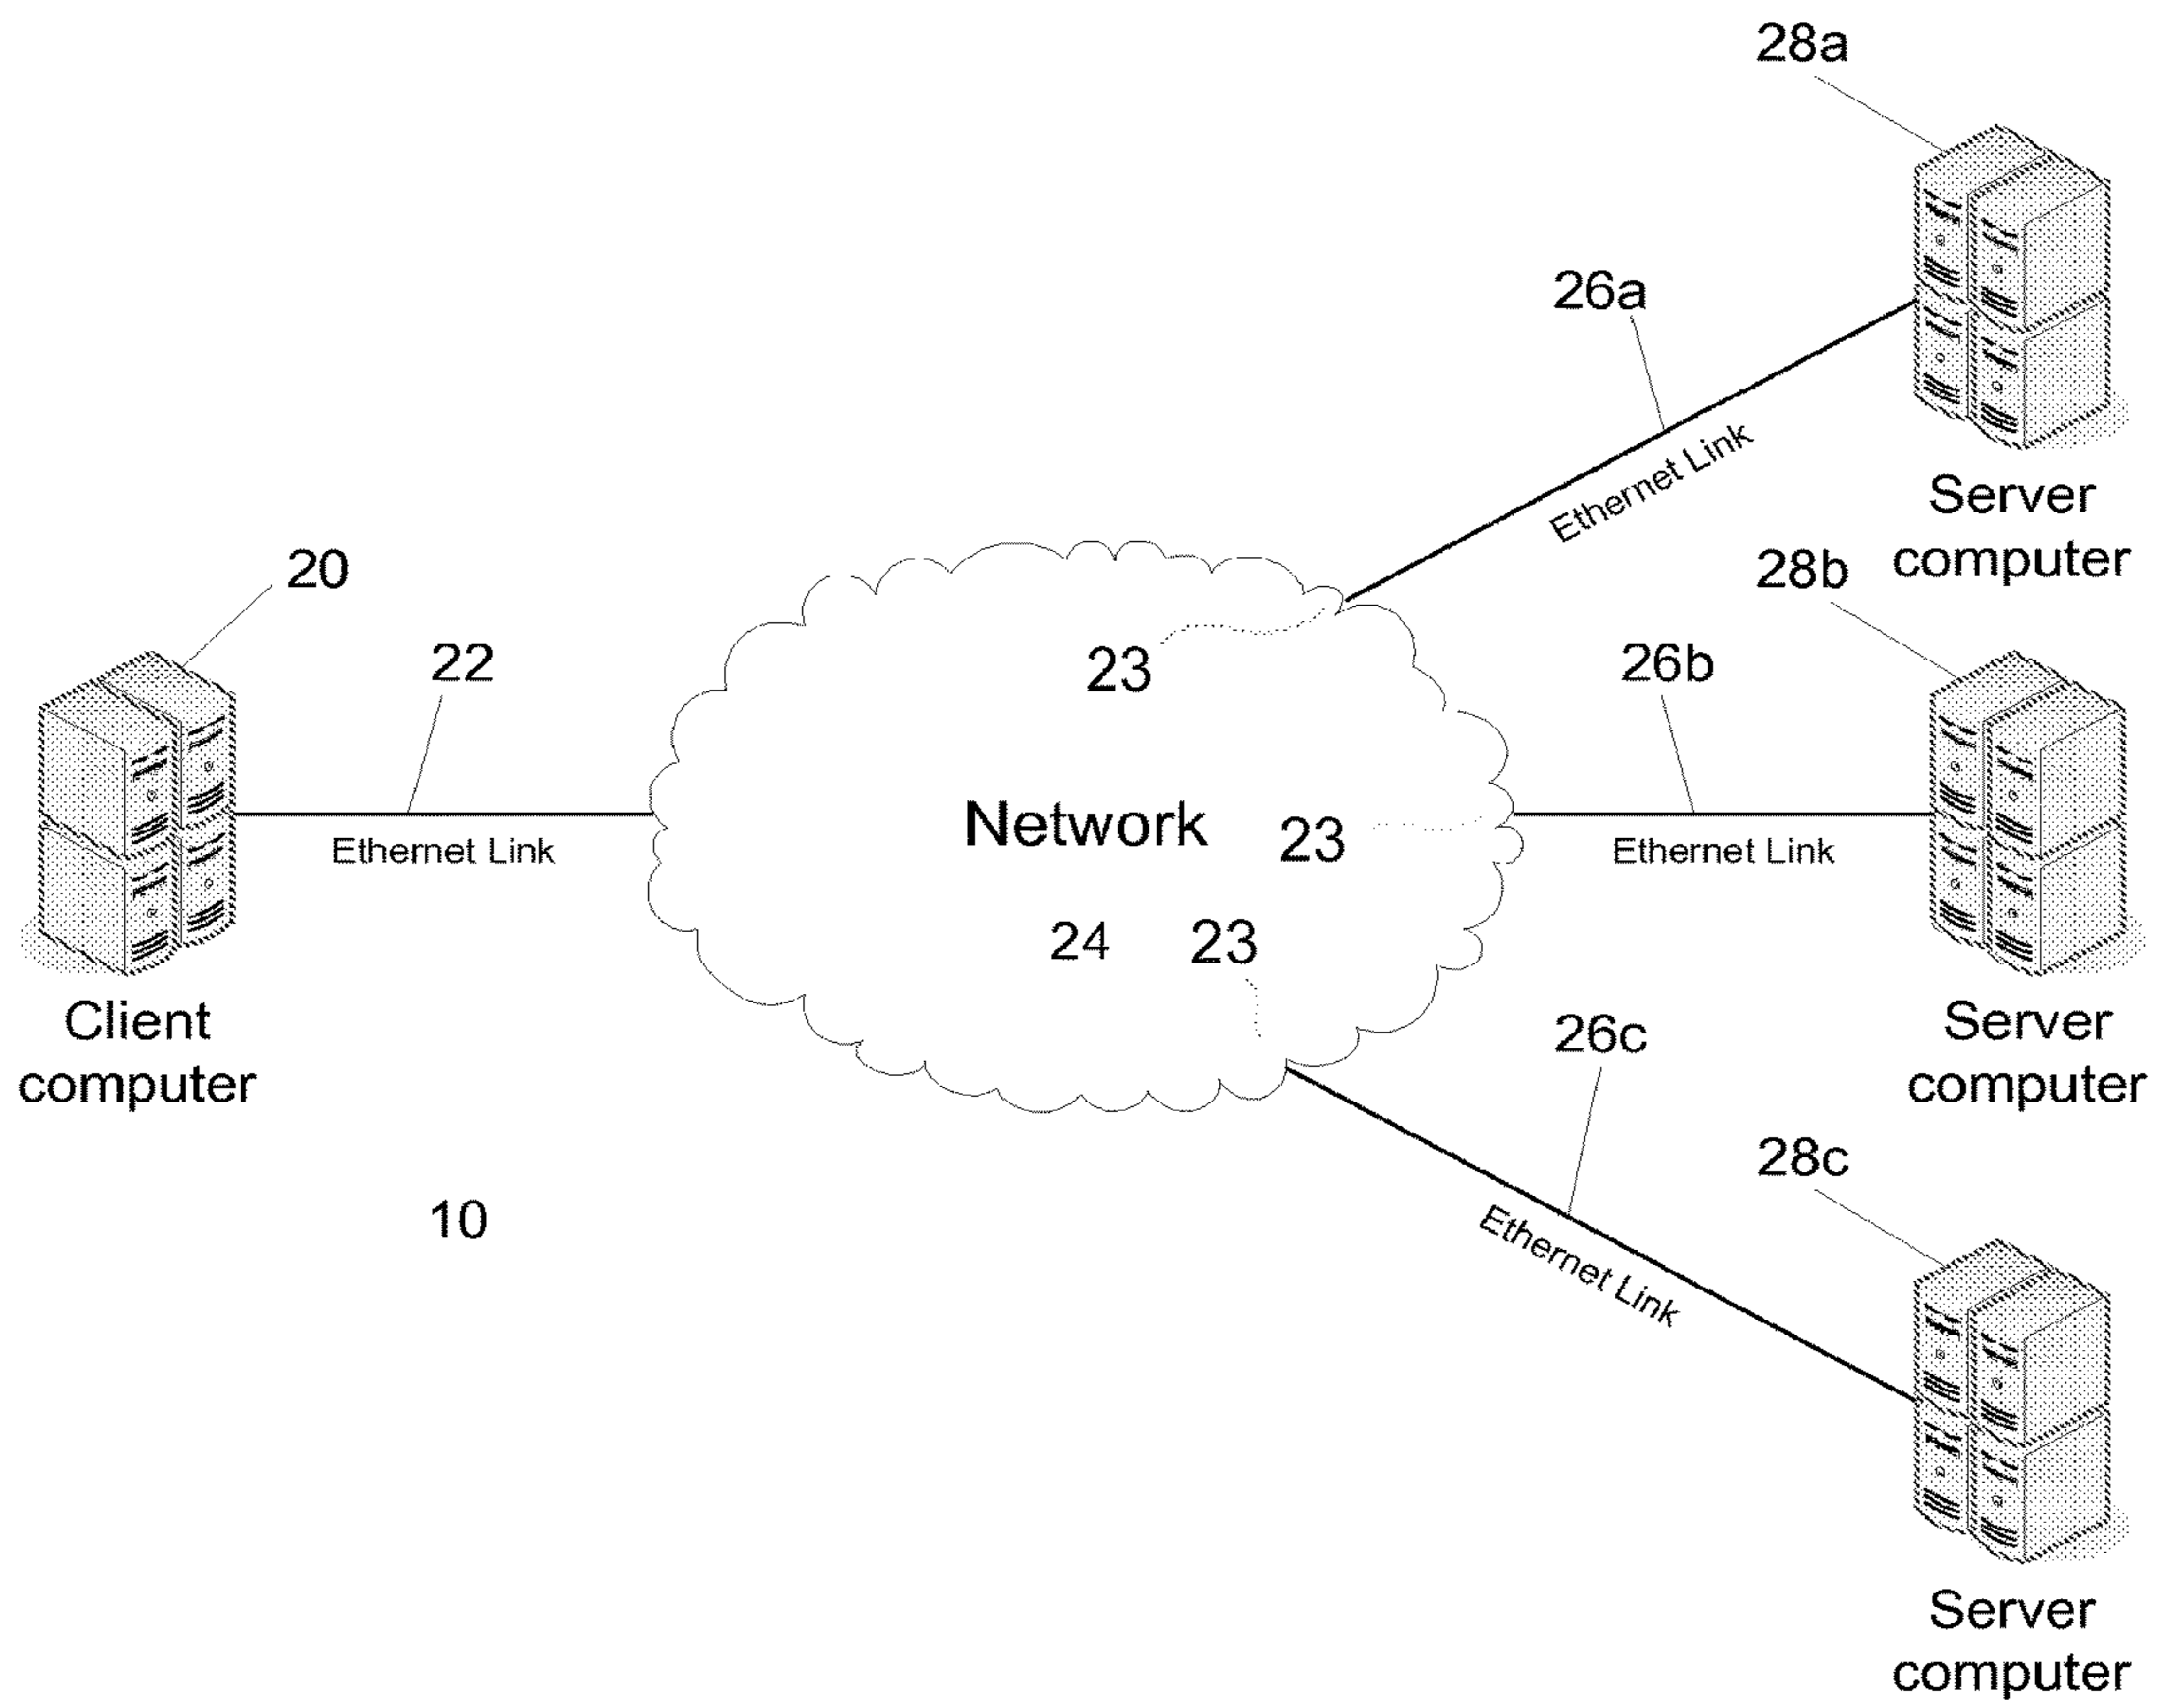 28a
26a
Ethernet Link
Server
computer
20
28b
22
23
26b
Network
23
Ethernet Link
Ethernet Link
24
23
Client
computer
Server
computer
26c
28c
10
Ethernet Link
Server
computer